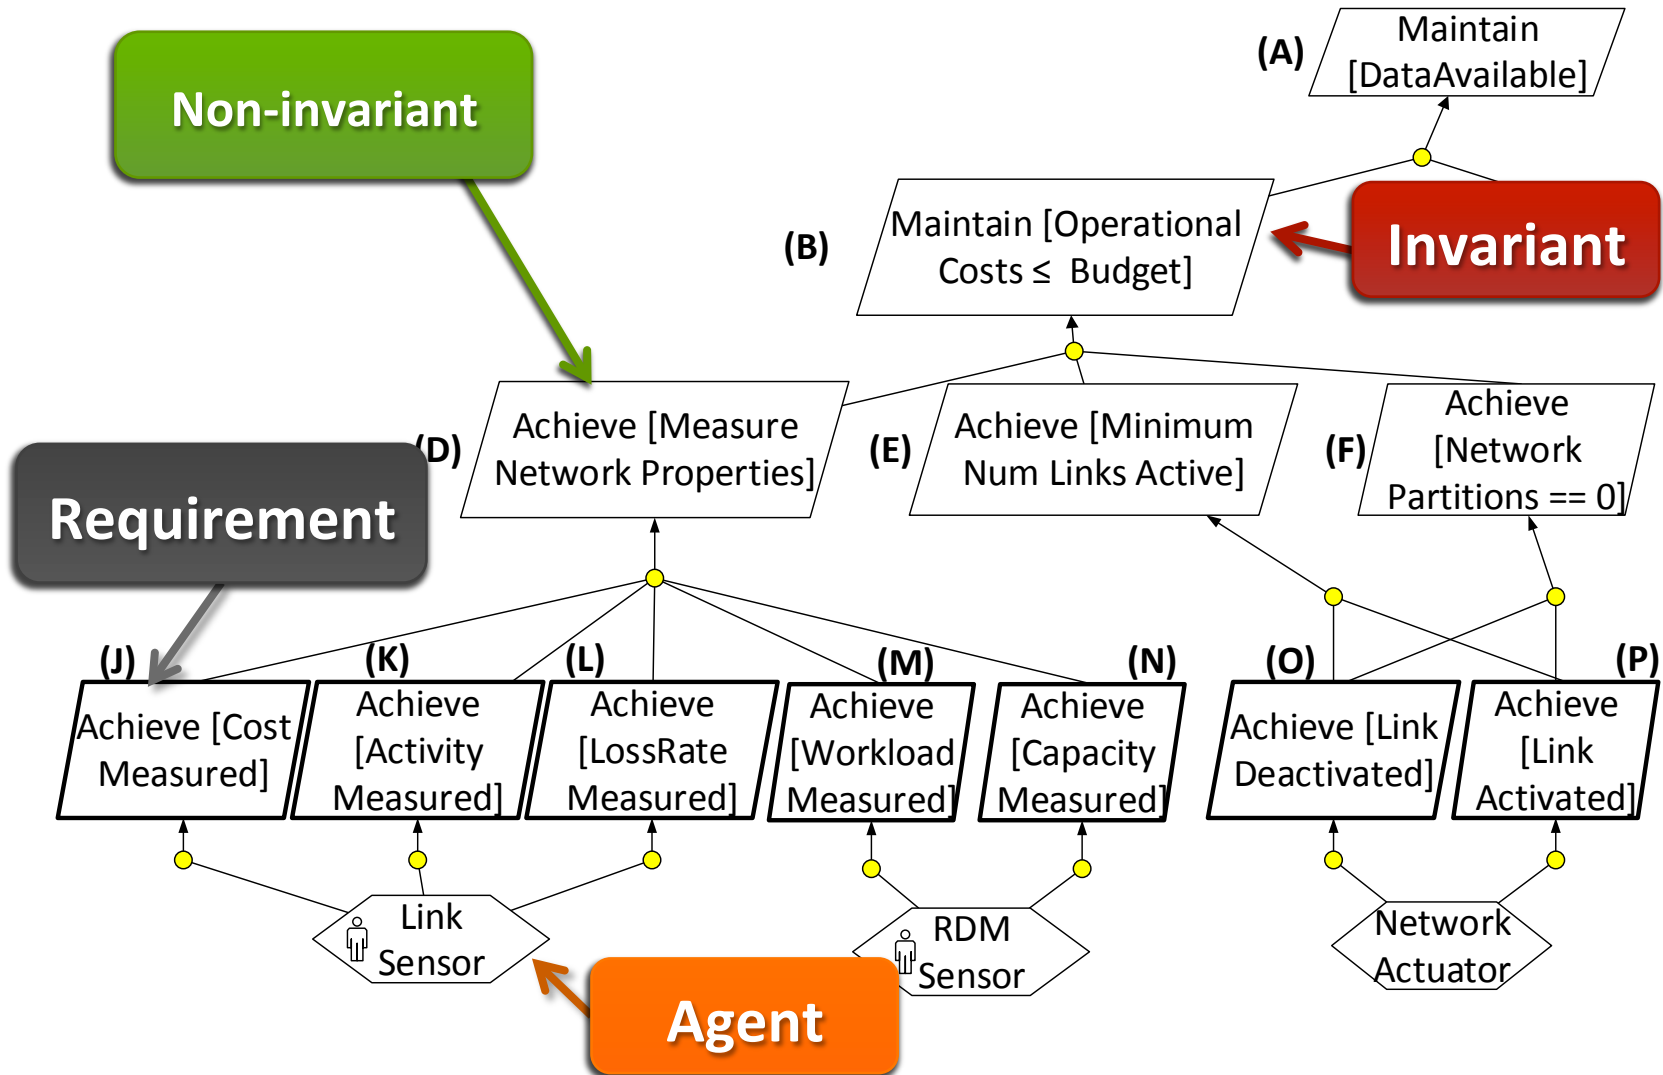 Maintain
[DataAvailable]
(A)
Non-invariant
Maintain [Operational
Costs ≤ Budget]
(B)
Invariant
Achieve [Measure
Network Properties]
(D)
Achieve [Minimum
Num Links Active]
(E)
Achieve
[Network
Partitions == 0]
(F)
Requirement
(J)
Achieve [Cost
Measured]
(K)
Achieve
[Activity
Measured]
(L)
Achieve
[LossRate
Measured]
(M)
Achieve
[Workload
Measured]
(N)
Achieve
[Capacity
Measured]
(O)
Achieve [Link
Deactivated]
(P)
Achieve
[Link
Activated]
Link
Sensor
RDM
Sensor
Network
Actuator
Agent